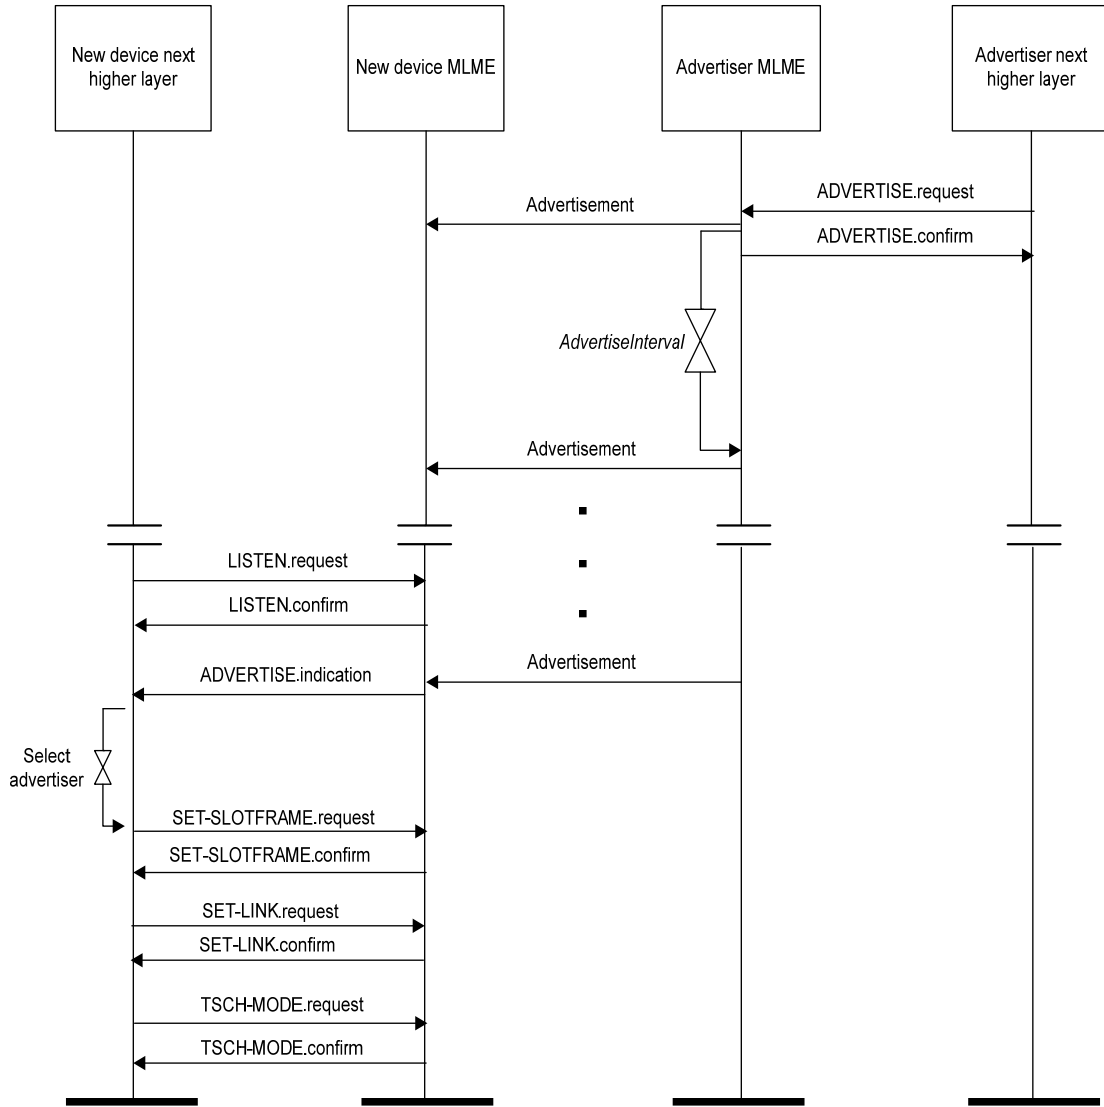 New device next
higher layer
New device MLME
Advertiser MLME
Advertiser next
higher layer
ADVERTISE.request
Advertisement
ADVERTISE.confirm
AdvertiseInterval
Advertisement
LISTEN.request
LISTEN.confirm
Advertisement
ADVERTISE.indication
Select
advertiser
SET-SLOTFRAME.request
SET-SLOTFRAME.confirm
SET-LINK.request
SET-LINK.confirm
TSCH-MODE.request
TSCH-MODE.confirm